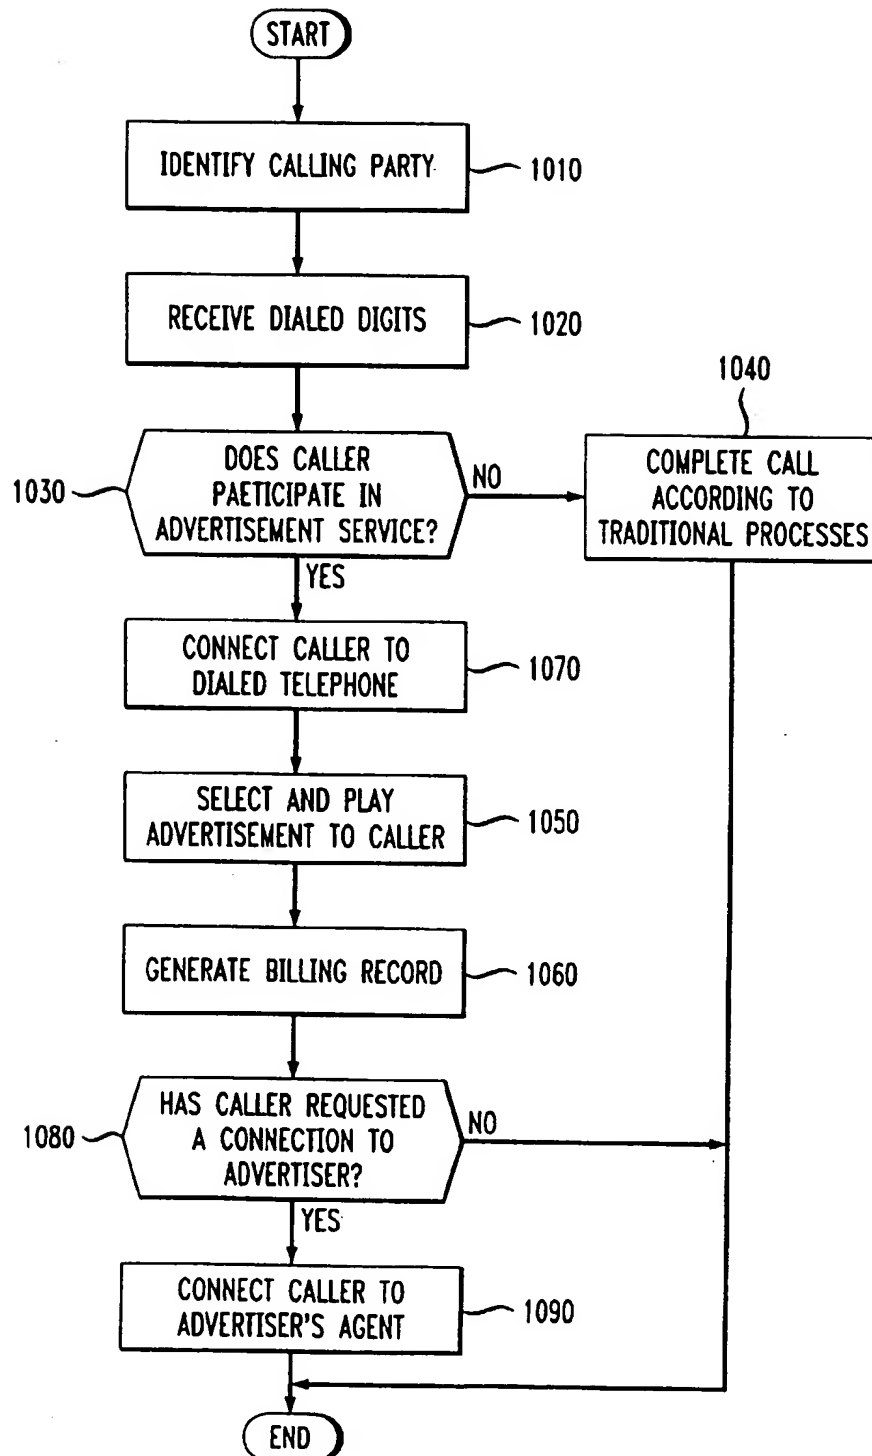 START
IDENTIFY CALLING PARTY
1010
RECEIVE DIALED DIGITS
1020
1030
DOES CALLER
PAETICIPATE IN
ADVERTISEMENT SERVICE?
NO
YES
1040
COMPLETE CALL
ACCORDING TO
TRADITIONAL PROCESSES
CONNECT CALLER TO
DIALED TELEPHONE
1070
SELECT AND PLAY
ADVERTISEMENT TO CALLER
1050
GENERATE BILLING RECORD
1060
1080
HAS CALLER REQUESTED
A CONNECTION TO
ADVERTISER?
NO
YES
CONNECT CALLER TO
ADVERTISER'S AGENT
1090
END